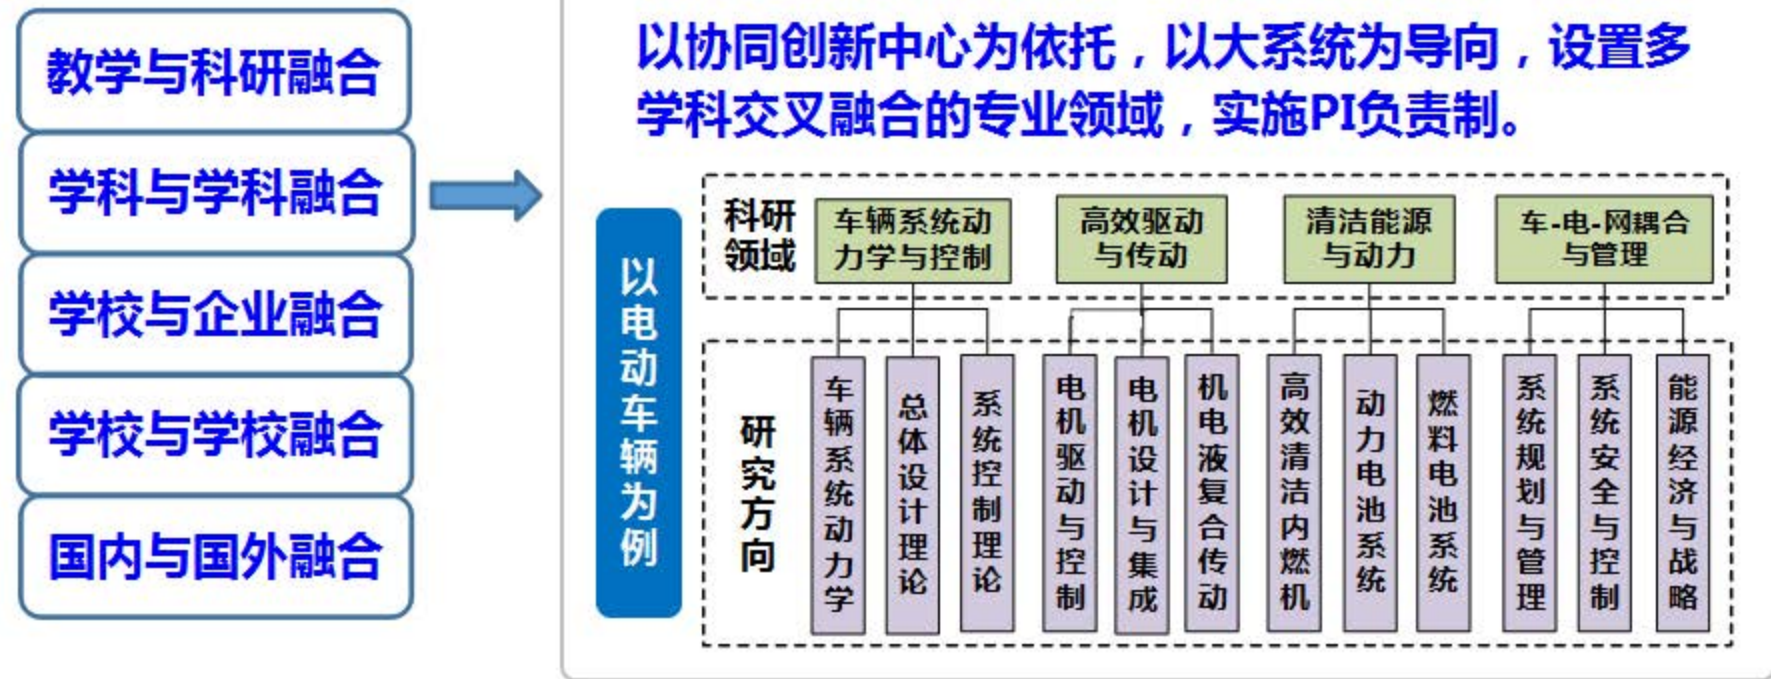 教学与科研融合
学科与学科融合
学校与企业融合
学校与学校融合
国内与国外融合
以协同创新中心为依托，以大系统为导向，设置多
学科交叉融合的专业领域，实施PI负责制。
以电动车辆为例
科研
领域
车辆系统动
力学与控制
高效驱动
与传动
清洁能源
与动力
车-电-网耦合
与管理
研究方向
车辆系统动力学
总体设计理论
系统控制理论
电机驱动与控制
电机设计与集成
机电液复合传动
高效清洁内燃机
动力电池系统
燃料电池系统
系统规划与管理
系统安全与控制
能源经济与战略